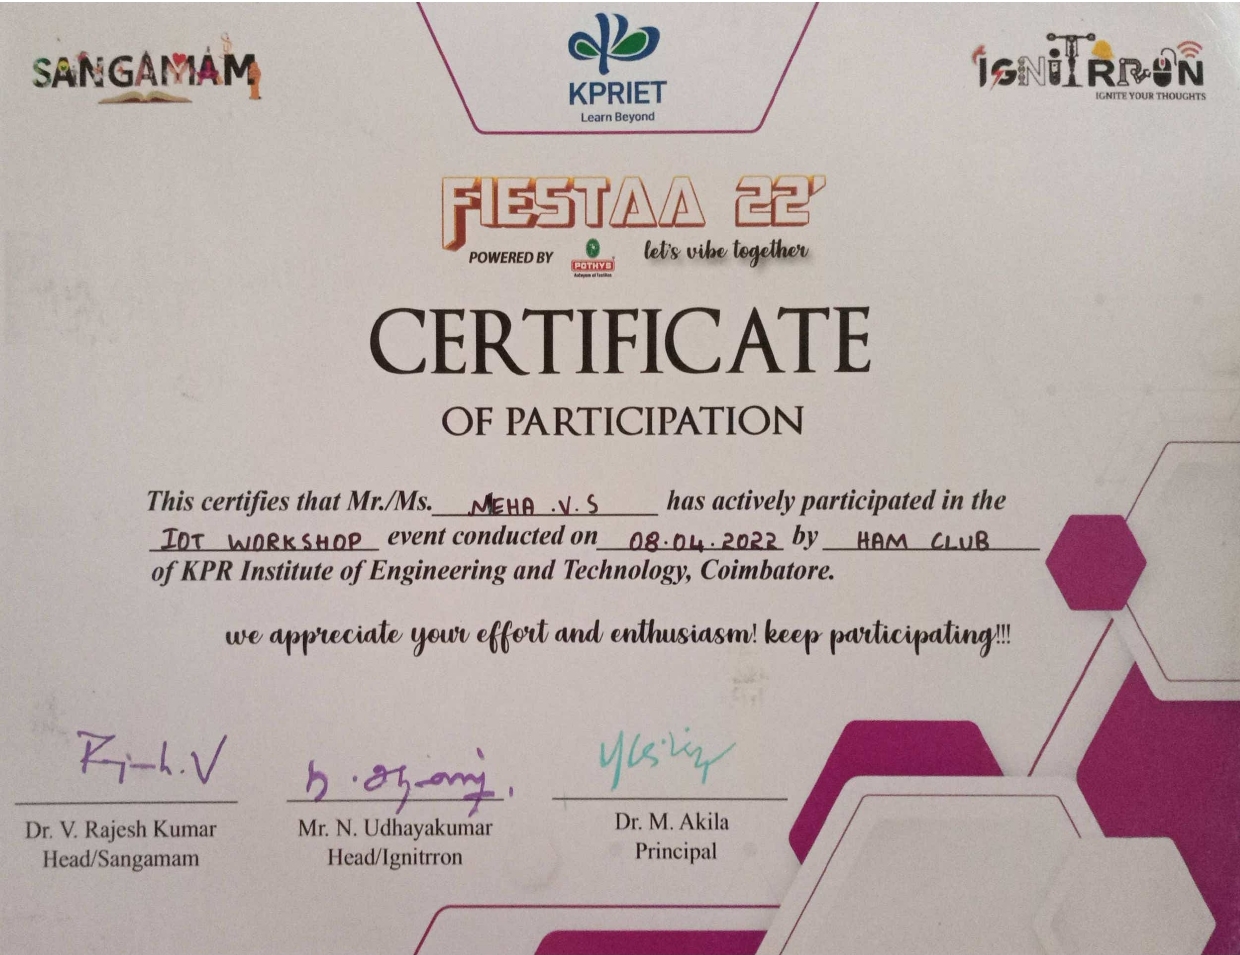 SANGAMAM
KPRIET
Learn Beyond
IGNITRRON
IGNITE YOUR THOUGHTS
FIESTAA 22'
POWERED BY POTHYS let's vibe together
CERTIFICATE
OF PARTICIPATION
This certifies that Mr./Ms. MEHA .V.S has actively participated in the
IOT WORKSHOP event conducted on 08.04.2022 by HAM CLUB
of KPR Institute of Engineering and Technology, Coimbatore.
we appreciate your effort and enthusiasm! keep participating!!!
Dr. V. Rajesh Kumar
Head/Sangamam
Mr. N. Udhayakumar
Head/Ignitrron
Dr. M. Akila
Principal